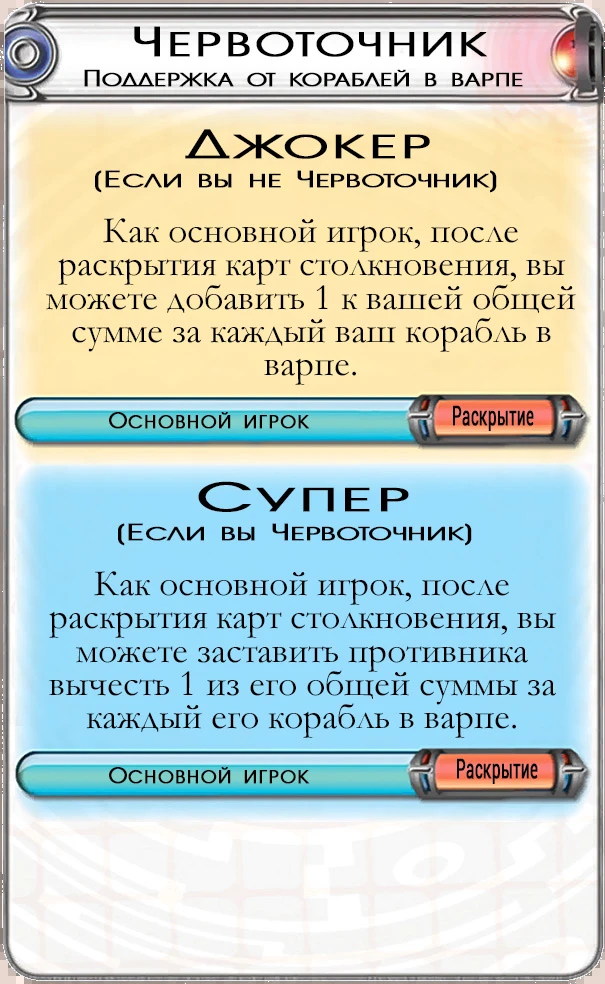 Червоточник
Поддержка от кораблей в варпе
Джокер
(Если вы не Червоточник)
Как основной игрок, после
раскрытия карт столкновения, вы
можете добавить 1 к вашей общей
сумме за каждый ваш корабль в
варпе.
Основной игрок Раскрытие
Супер
(Если вы Червоточник)
Как основной игрок, после
раскрытия карт столкновения, вы
можете заставить противника
вычесть 1 из его общей суммы за
каждый его корабль в варпе.
Основной игрок Раскрытие